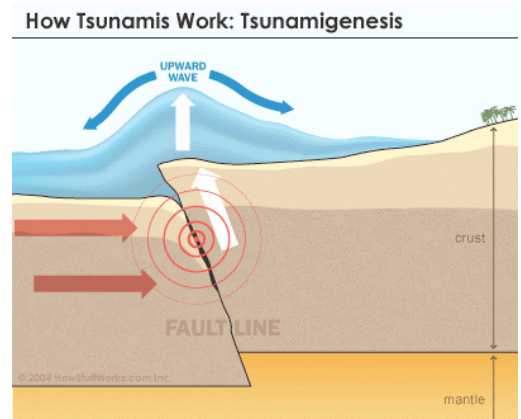 How Tsunamis Work: Tsunamigenesis
UPWARD
WAVE
crust
FAULT LINE
© 2004 HowStuffWorks.com Inc.
mantle